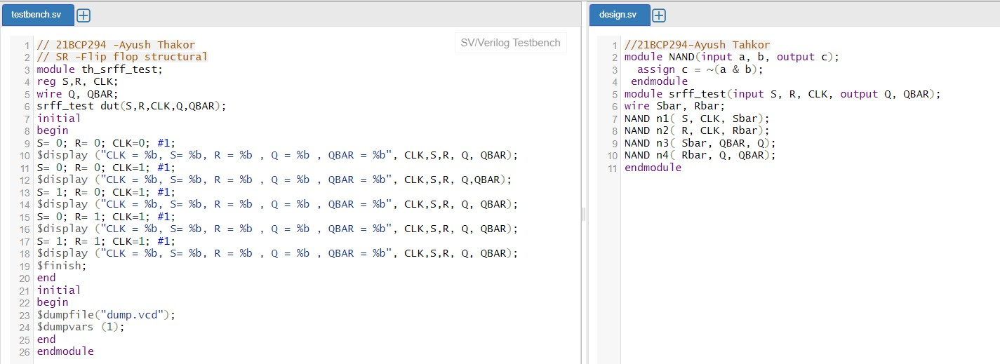 testbench.sv
SV/Verilog Testbench
1 // 21BCP294 -Ayush Thakor
2 // SR -Flip flop structural
3 module th_srff_test;
4 reg S,R, CLK;
5 wire Q, QBAR;
6 srff_test dut(S,R,CLK,Q,QBAR);
7 initial
8 begin
9 S= 0; R= 0; CLK=0; #1;
10 $display ("CLK = %b, S= %b, R = %b , Q = %b , QBAR = %b", CLK,S,R, Q, QBAR);
11 S= 0; R= 0; CLK=1; #1;
12 $display ("CLK = %b, S= %b, R = %b , Q = %b , QBAR = %b", CLK,S,R, Q,QBAR);
13 S= 1; R= 0; CLK=1; #1;
14 $display ("CLK = %b, S= %b, R = %b , Q = %b , QBAR = %b", CLK,S,R, Q, QBAR);
15 S= 0; R= 1; CLK=1; #1;
16 $display ("CLK = %b, S= %b, R = %b , Q = %b , QBAR = %b", CLK,S,R, Q, QBAR);
17 S= 1; R= 1; CLK=1; #1;
18 $display ("CLK = %b, S= %b, R = %b , Q = %b , QBAR = %b", CLK,S,R, Q, QBAR);
19 $finish;
20 end
21 initial
22 begin
23 $dumpfile("dump.vcd");
24 $dumpvars (1);
25 end
26 endmodule
design.sv
1 //21BCP294-Ayush Tahkor
2 module NAND(input a, b, output c);
3   assign c = ~(a & b);
4  endmodule
5 module srff_test(input S, R, CLK, output Q, QBAR);
6 wire Sbar, Rbar;
7 NAND n1( S, CLK, Sbar);
8 NAND n2( R, CLK, Rbar);
9 NAND n3( Sbar, QBAR, Q);
10 NAND n4( Rbar, Q, QBAR);
11 endmodule